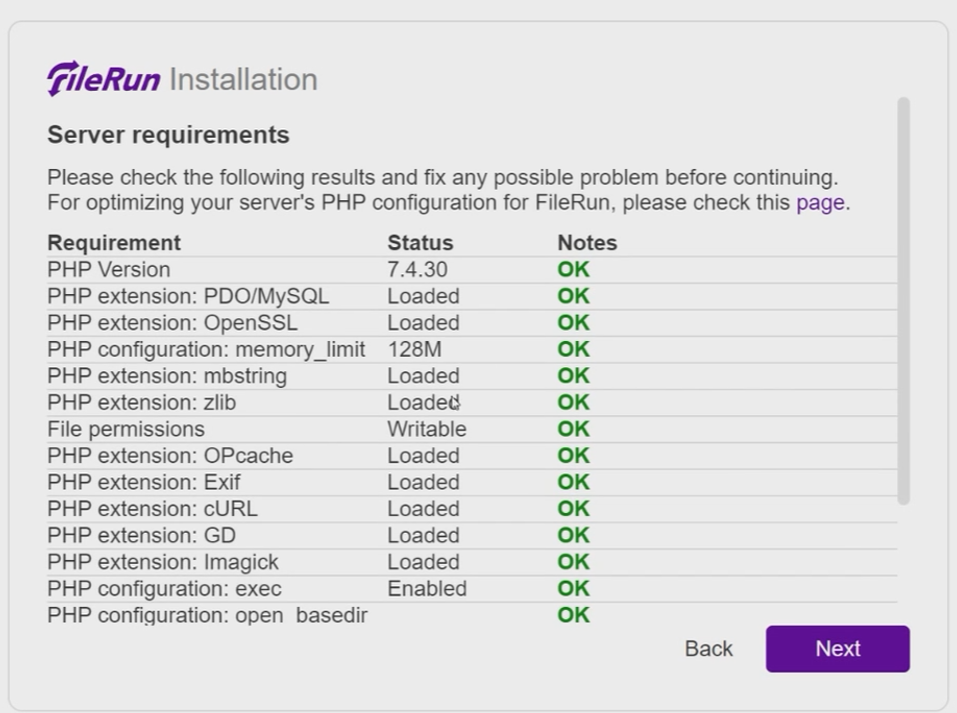 FileRun Installation
Server requirements
Please check the following results and fix any possible problem before continuing.
For optimizing your server's PHP configuration for FileRun, please check this page.
Requirement Status Notes
PHP Version 7.4.30 OK
PHP extension: PDO/MySQL Loaded OK
PHP extension: OpenSSL Loaded OK
PHP configuration: memory_limit 128M OK
PHP extension: mbstring Loaded OK
PHP extension: zlib Loaded OK
File permissions Writable OK
PHP extension: OPcache Loaded OK
PHP extension: Exif Loaded OK
PHP extension: cURL Loaded OK
PHP extension: GD Loaded OK
PHP extension: Imagick Loaded OK
PHP configuration: exec Enabled OK
PHP configuration: open_basedir OK
Back Next